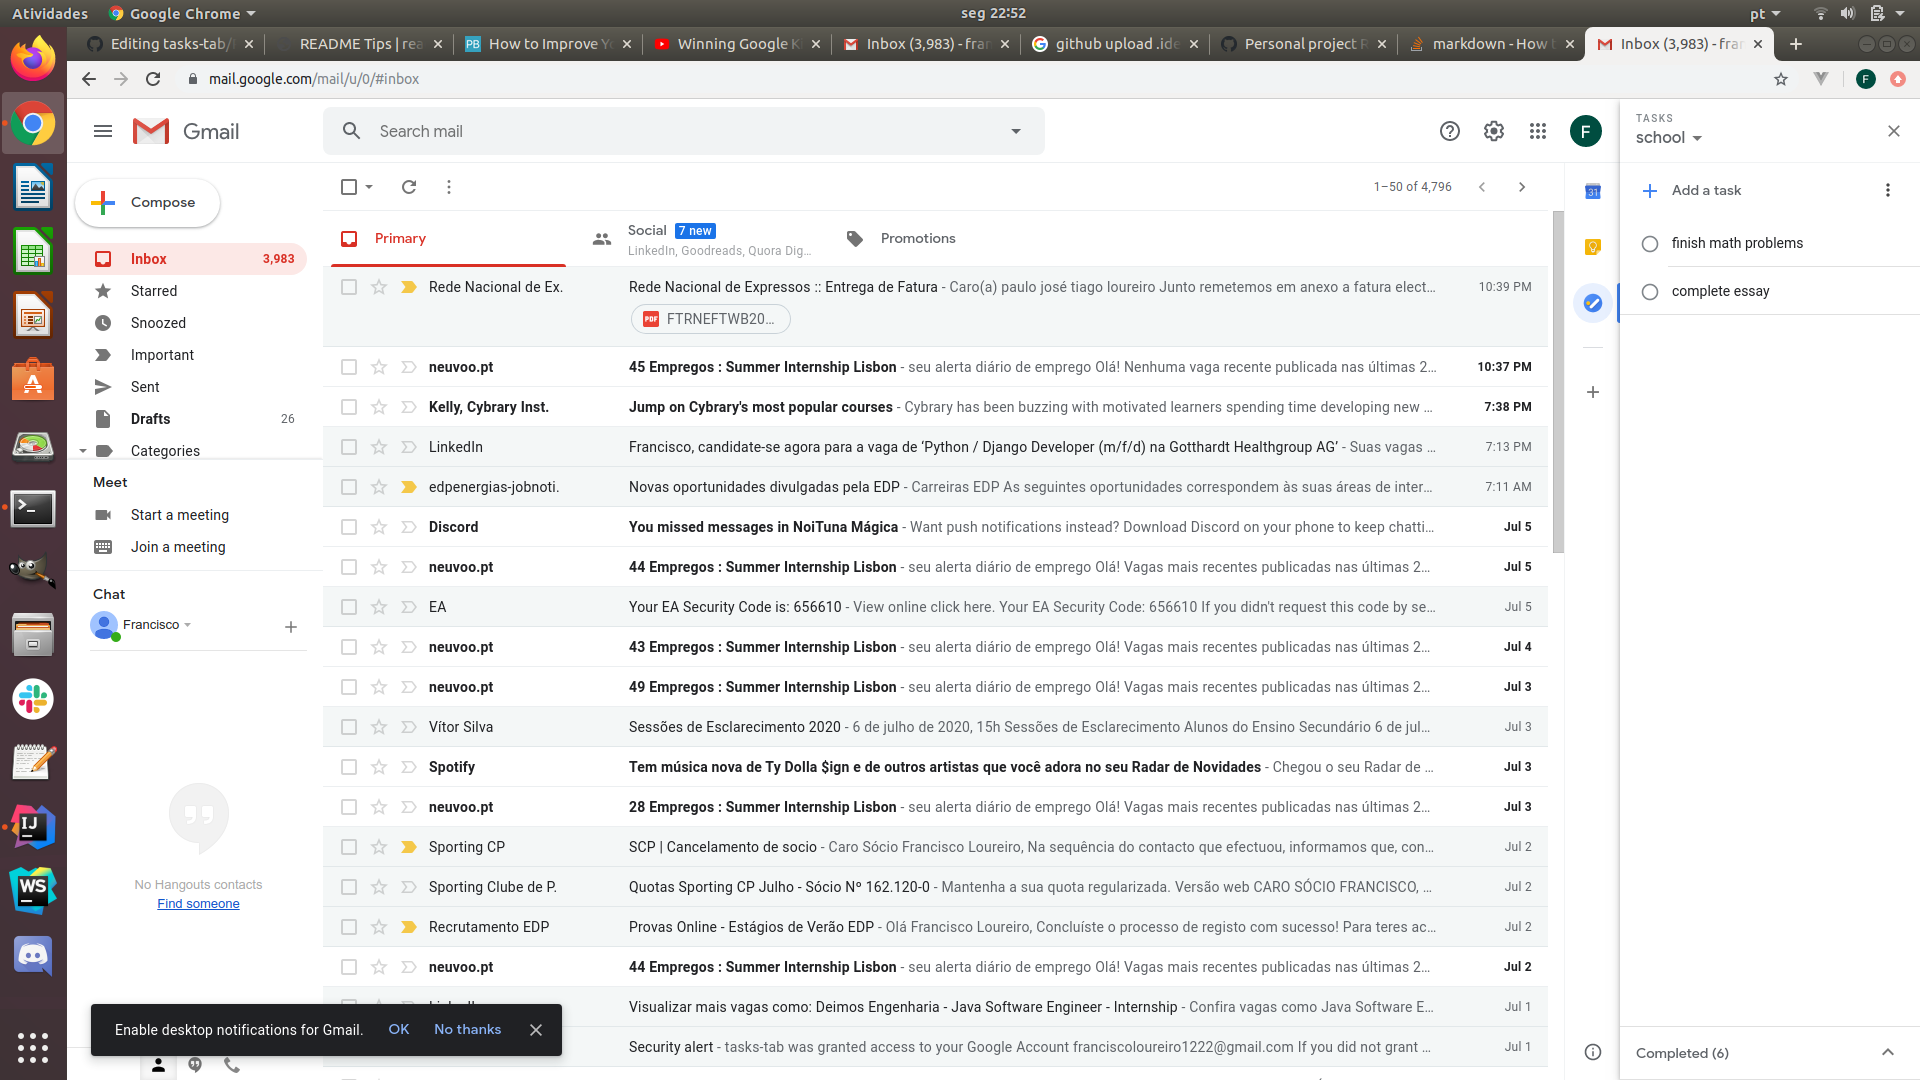 Atividades
Google Chrome
seg 22:52
pt
Editing tasks-tab/
README Tips | rea
How to Improve Y
Winning Google K
Inbox (3,983) - fran
github upload .ide
Personal project R
markdown - How
Inbox (3,983) - fran
mail.google.com/mail/u/0/#inbox
F
Gmail
Search mail
F
TASKS
school
Compose
1–50 of 4,796
Add a task
Inbox 3,983
Starred
Snoozed
Important
Sent
Drafts 26
Categories
Meet
Start a meeting
Join a meeting
Chat
Francisco
No Hangouts contacts
Find someone
Primary
Social 7 new
LinkedIn, Goodreads, Quora Dig...
Promotions
Rede Nacional de Ex. Rede Nacional de Expressos :: Entrega de Fatura - Caro(a) paulo josé tiago loureiro Junto remetemos em anexo a fatura elect... 10:39 PM
PDF FTRNEFTWB20...
neuvoo.pt 45 Empregos : Summer Internship Lisbon - seu alerta diário de emprego Olá! Nenhuma vaga recente publicada nas últimas 2... 10:37 PM
Kelly, Cybrary Inst. Jump on Cybrary's most popular courses - Cybrary has been buzzing with motivated learners spending time developing new ... 7:38 PM
LinkedIn Francisco, candidate-se agora para a vaga de ‘Python / Django Developer (m/f/d) na Gotthardt Healthgroup AG’ - Suas vagas ... 7:13 PM
edpenergias-jobnoti. Novas oportunidades divulgadas pela EDP - Carreiras EDP As seguintes oportunidades correspondem às suas áreas de inter... 7:11 AM
Discord You missed messages in NoiTuna Mágica - Want push notifications instead? Download Discord on your phone to keep chatti... Jul 5
neuvoo.pt 44 Empregos : Summer Internship Lisbon - seu alerta diário de emprego Olá! Vagas mais recentes publicadas nas últimas 2... Jul 5
EA Your EA Security Code is: 656610 - View online click here. Your EA Security Code: 656610 If you didn't request this code by se... Jul 5
neuvoo.pt 43 Empregos : Summer Internship Lisbon - seu alerta diário de emprego Olá! Vagas mais recentes publicadas nas últimas 2... Jul 4
neuvoo.pt 49 Empregos : Summer Internship Lisbon - seu alerta diário de emprego Olá! Vagas mais recentes publicadas nas últimas 2... Jul 3
Vítor Silva Sessões de Esclarecimento 2020 - 6 de julho de 2020, 15h Sessões de Esclarecimento Alunos do Ensino Secundário 6 de jul... Jul 3
Spotify Tem música nova de Ty Dolla $ign e de outros artistas que você adora no seu Radar de Novidades - Chegou o seu Radar de ... Jul 3
neuvoo.pt 28 Empregos : Summer Internship Lisbon - seu alerta diário de emprego Olá! Vagas mais recentes publicadas nas últimas 2... Jul 3
Sporting CP SCP | Cancelamento de socio - Caro Sócio Francisco Loureiro, Na sequência do contacto que efectuou, informamos que, con... Jul 2
Sporting Clube de P. Quotas Sporting CP Julho - Sócio Nº 162.120-0 - Mantenha a sua quota regularizada. Versão web CARO SÓCIO FRANCISCO, ... Jul 2
Recrutamento EDP Provas Online - Estágios de Verão EDP - Olá Francisco Loureiro, Concluíste o processo de registo com sucesso! Para teres ac... Jul 2
neuvoo.pt 44 Empregos : Summer Internship Lisbon - seu alerta diário de emprego Olá! Vagas mais recentes publicadas nas últimas 2... Jul 2
Visualizar mais vagas como: Deimos Engenharia - Java Software Engineer - Internship - Confira vagas como Java Software E... Jul 1
Security alert - tasks-tab was granted access to your Google Account franciscoloureiro1222@gmail.com If you did not grant ... Jul 1
Enable desktop notifications for Gmail. OK No thanks
31
finish math problems
complete essay
Completed (6)
IJ
WS